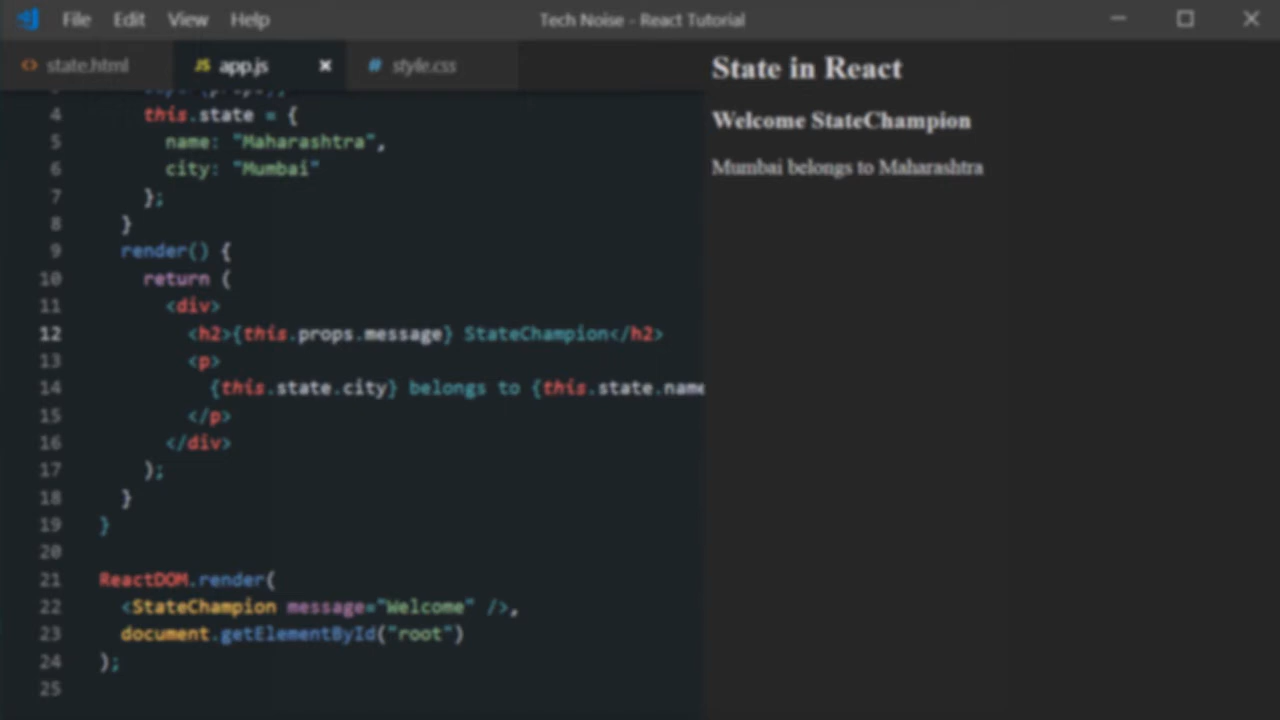 File Edit View Help
Tech Noise - React Tutorial
state.html
JS app.js
# style.css
4 this.state = {
5 name: "Maharashtra",
6 city: "Mumbai"
7 };
8 }
9 render() {
10 return (
11 <div>
12 <h2>{this.props.message} StateChampion</h2>
13 <p>
14 {this.state.city} belongs to {this.state.name
15 </p>
16 </div>
17 );
18 }
19 }
20
21 ReactDOM.render(
22 <StateChampion message="Welcome" />,
23 document.getElementById("root")
24 );
25
State in React
Welcome StateChampion
Mumbai belongs to Maharashtra